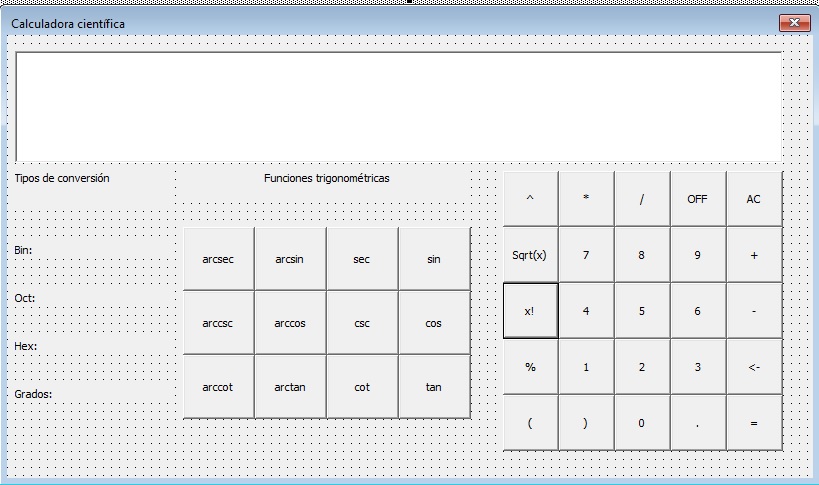 Calculadora científica
Tipos de conversión
Funciones trigonométricas
Bin:
Oct:
Hex:
Grados:
arcsec arcsin sec sin
arccsc arccos csc cos
arccot arctan cot tan
^ * / OFF AC
Sqrt(x) 7 8 9 +
x! 4 5 6 -
% 1 2 3 <-
( ) 0 . =